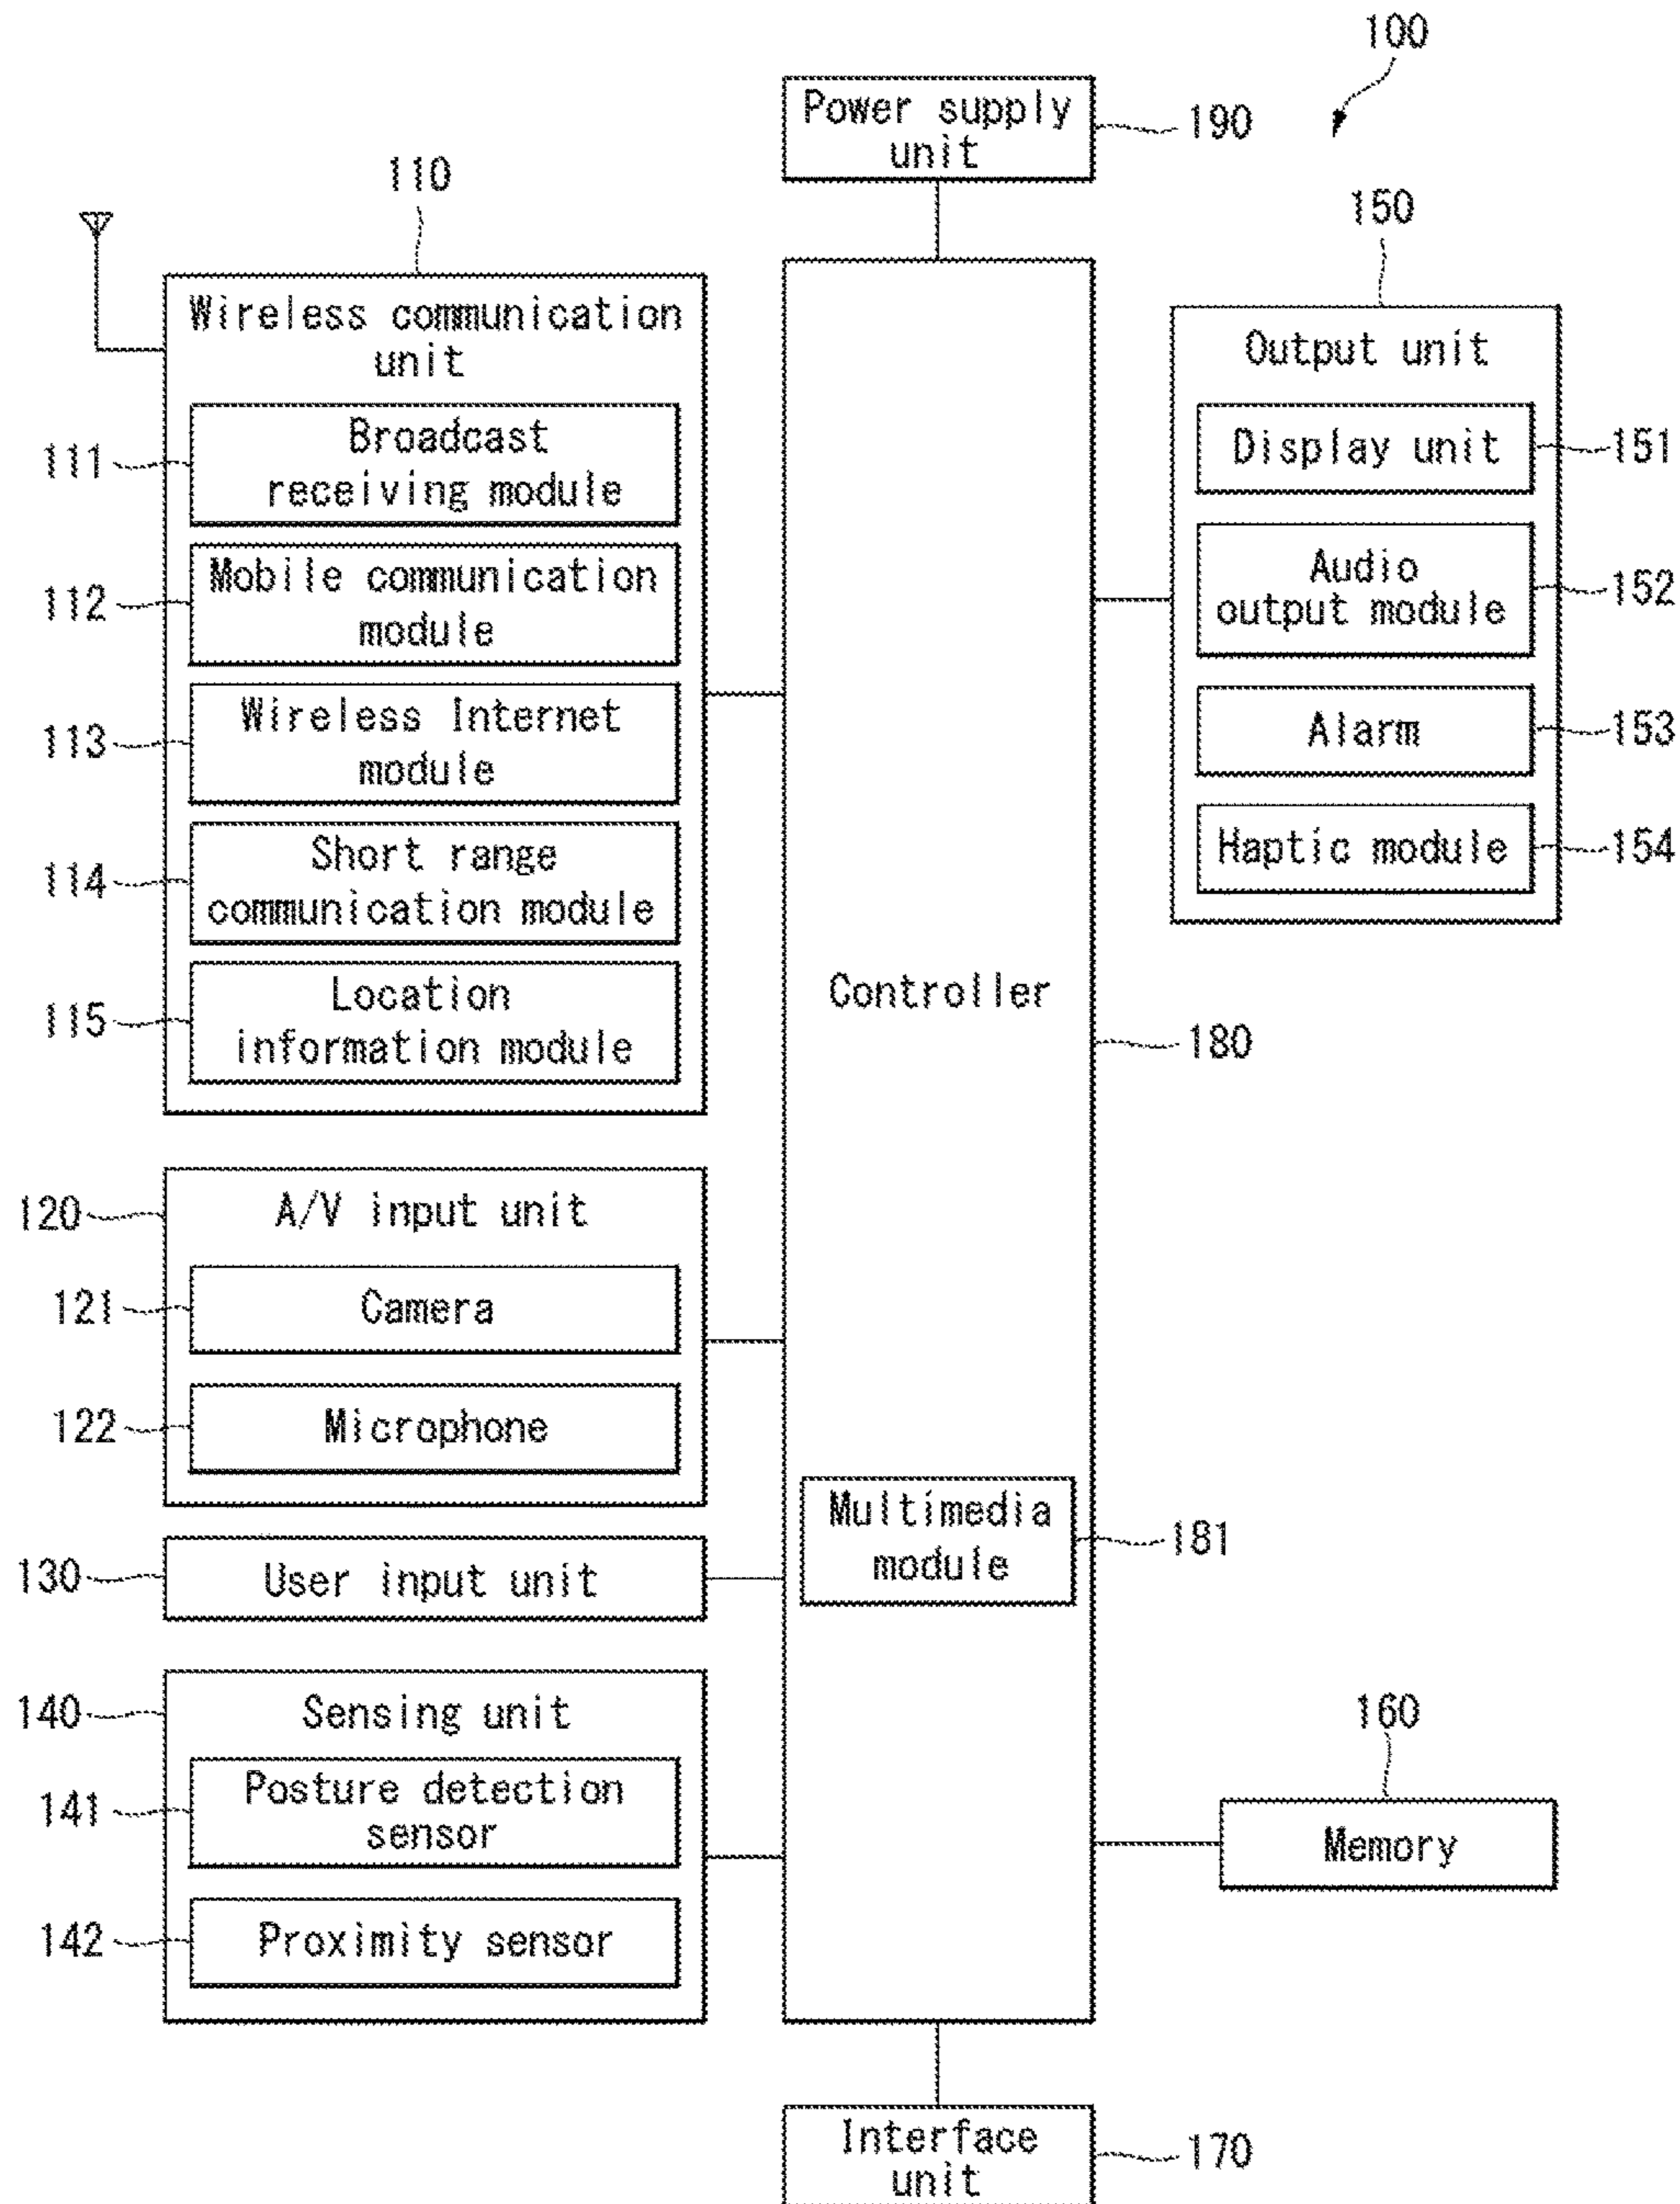 100
Power supply
unit
190
110
150
Wireless communication
unit
Output unit
Broadcast
receiving module
111
Display unit
151
Mobile communication
module
112
Audio
output module
152
Wireless Internet
module
113
Alarm
153
Short range
communication module
114
Haptic module
154
Location
information module
115
Controller
180
120
A/V input unit
121
Camera
122
Microphone
Multimedia
module
181
130
User input unit
140
Sensing unit
160
141
Posture detection
sensor
Memory
142
Proximity sensor
Interface
unit
170